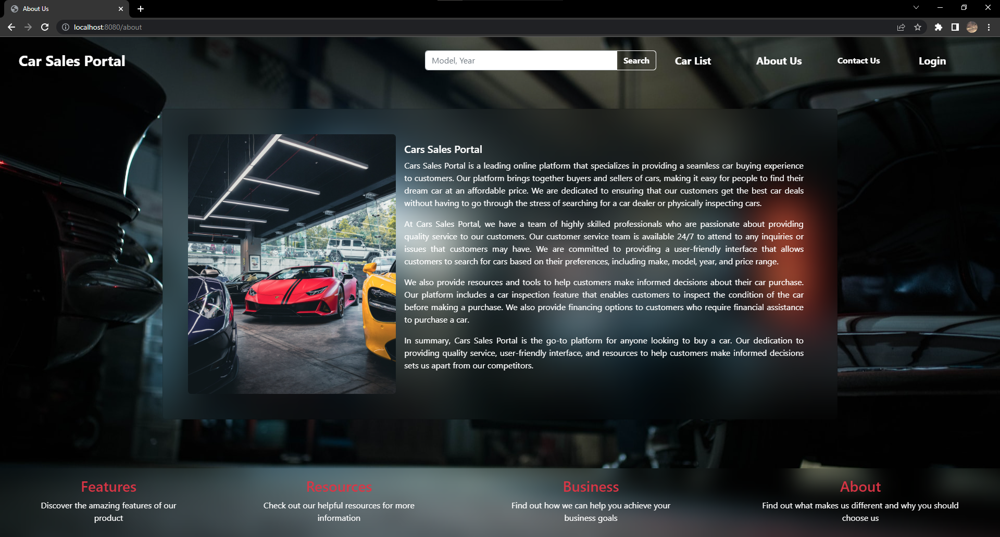 About Us
localhost:8080/about
Car Sales Portal
Model, Year
Search
Car List
About Us
Contact Us
Login
Cars Sales Portal
Cars Sales Portal is a leading online platform that specializes in providing a seamless car buying experience
to customers. Our platform brings together buyers and sellers of cars, making it easy for people to find their
dream car at an affordable price. We are dedicated to ensuring that our customers get the best car deals
without having to go through the stress of searching for a car dealer or physically inspecting cars.
At Cars Sales Portal, we have a team of highly skilled professionals who are passionate about providing
quality service to our customers. Our customer service team is available 24/7 to attend to any inquiries or
issues that customers may have. We are committed to providing a user-friendly interface that allows
customers to search for cars based on their preferences, including make, model, year, and price range.
We also provide resources and tools to help customers make informed decisions about their car purchase.
Our platform includes a car inspection feature that enables customers to inspect the condition of the car
before making a purchase. We also provide financing options to customers who require financial assistance
to purchase a car.
In summary, Cars Sales Portal is the go-to platform for anyone looking to buy a car. Our dedication to
providing quality service, user-friendly interface, and resources to help customers make informed decisions
sets us apart from our competitors.
Features
Discover the amazing features of our
product
Resources
Check out our helpful resources for more
information
Business
Find out how we can help you achieve your
business goals
About
Find out what makes us different and why you should
choose us